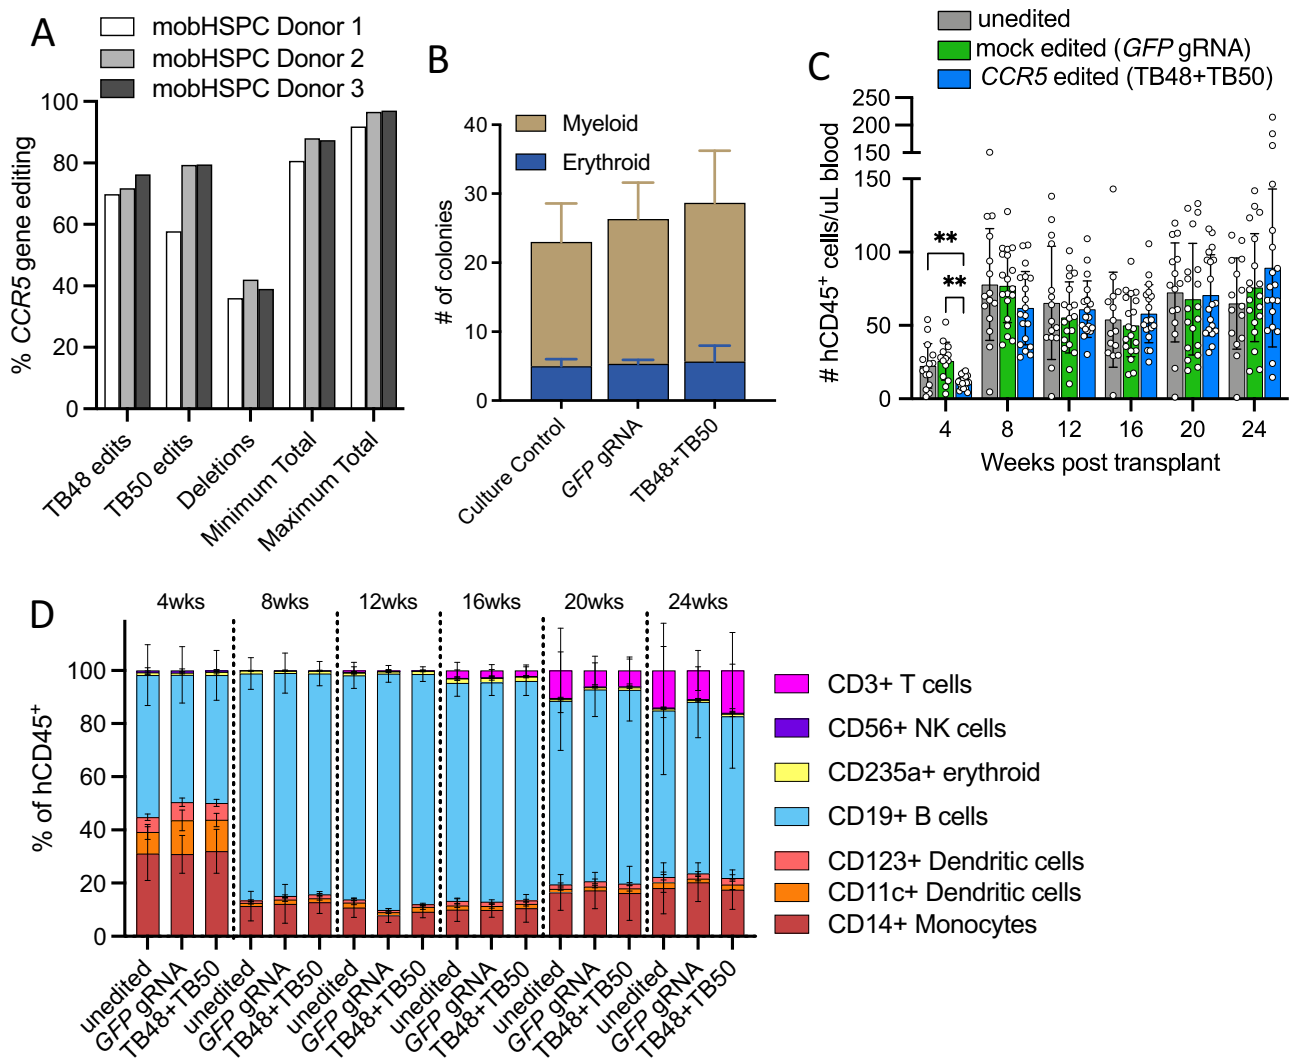 A
mobHSPC Donor 1
mobHSPC Donor 2
mobHSPC Donor 3
% CCR5 gene editing
100
80
60
40
20
0
TB48 edits
TB50 edits
Deletions
Minimum Total
Maximum Total
B
Myeloid
Erythroid
# of colonies
40
30
20
10
0
Culture Control
GFP gRNA
TB48+TB50
C
unedited
mock edited (GFP gRNA)
CCR5 edited (TB48+TB50)
# hCD45+ cells/uL blood
250
200
150
150
100
50
0
**
**
4 8 12 16 20 24
Weeks post transplant
D
4wks 8wks 12wks 16wks 20wks 24wks
% of hCD45+
100
80
60
40
20
0
unedited
GFP gRNA
TB48+TB50
unedited
GFP gRNA
TB48+TB50
unedited
GFP gRNA
TB48+TB50
unedited
GFP gRNA
TB48+TB50
unedited
GFP gRNA
TB48+TB50
unedited
GFP gRNA
TB48+TB50
CD3+ T cells
CD56+ NK cells
CD235a+ erythroid
CD19+ B cells
CD123+ Dendritic cells
CD11c+ Dendritic cells
CD14+ Monocytes